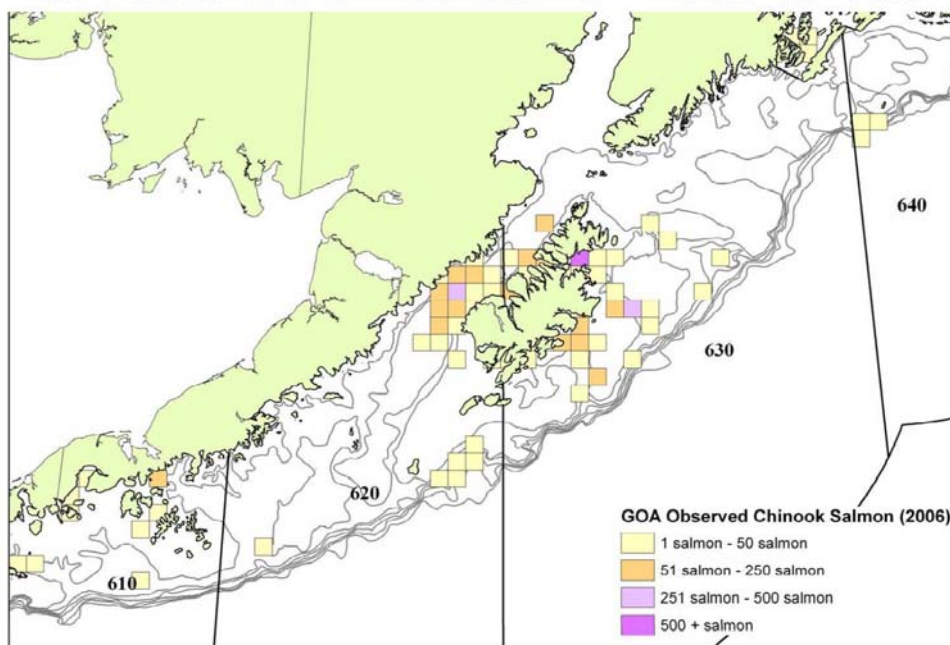 640
630
620
610
GOA Observed Chinook Salmon (2006)
1 salmon - 50 salmon
51 salmon - 250 salmon
251 salmon - 500 salmon
500 + salmon